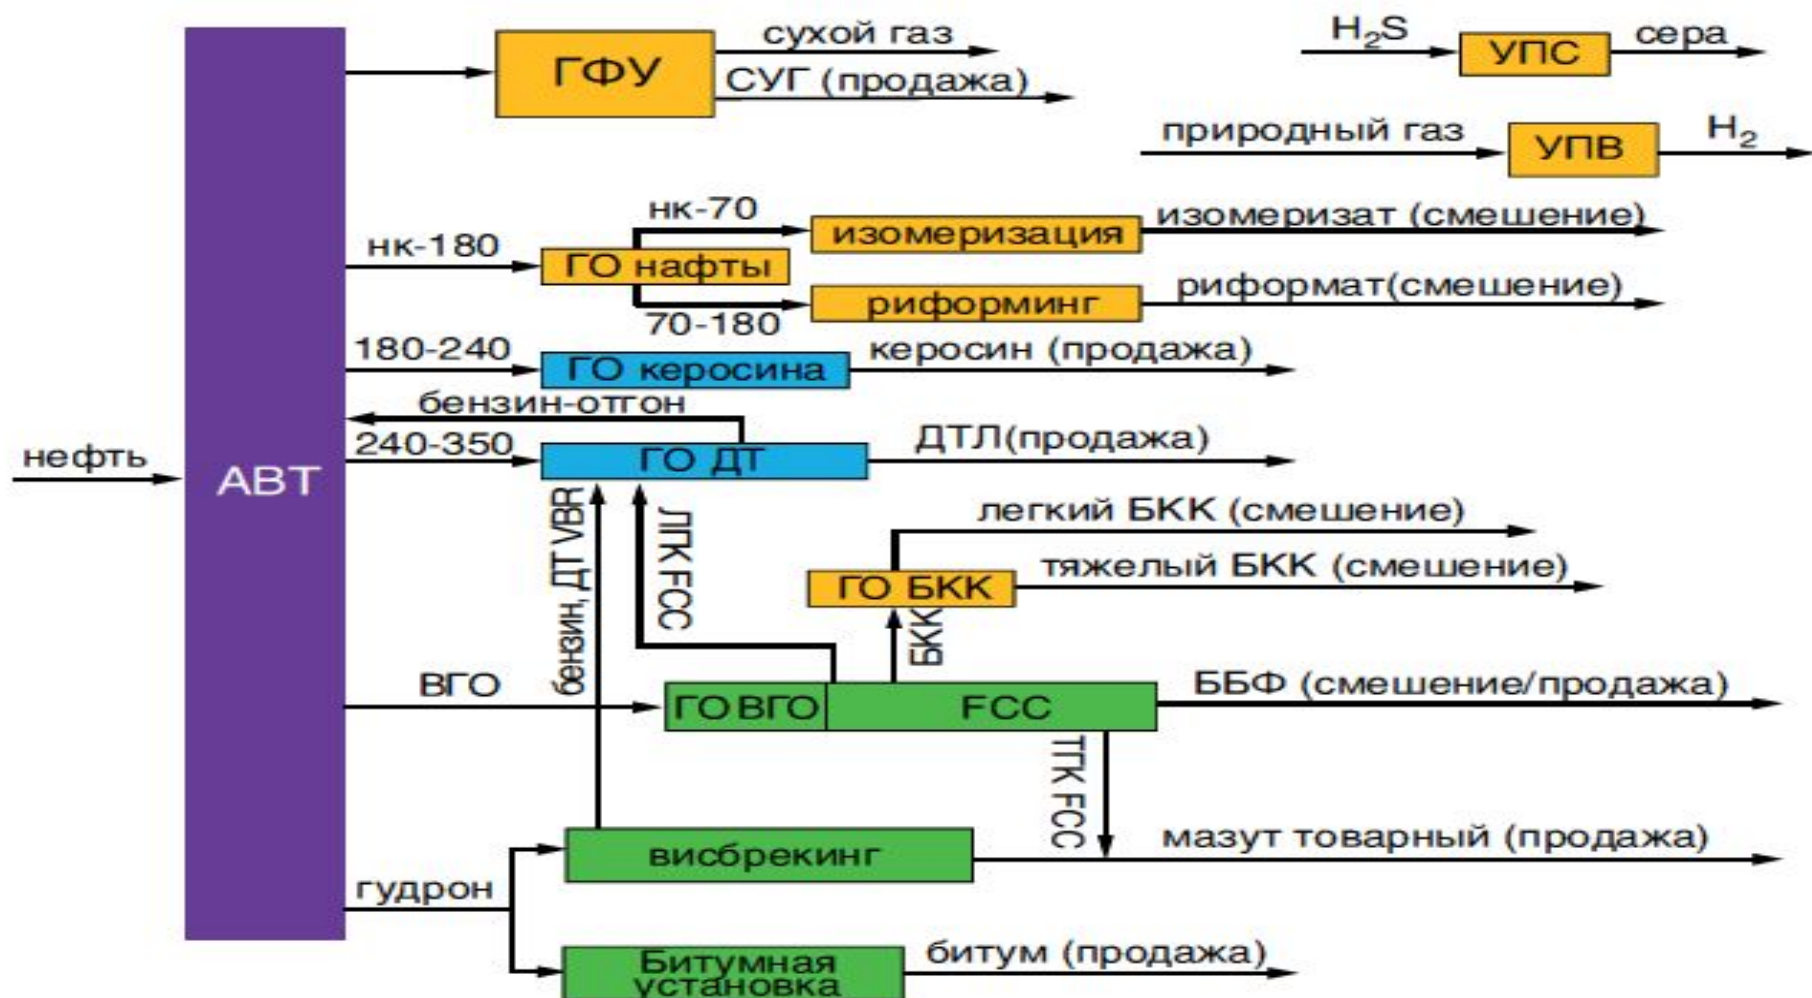 сухой газ
ГФУ
СУГ (продажа)
H₂S
УПС
сера
природный газ
УПВ
H₂
нк-70
изомеризация
изомеризат (смешение)
нк-180
ГО нафты
риформинг
риформат(смешение)
70-180
180-240
ГО керосина
керосин (продажа)
бензин-отгон
240-350
ГО ДТ
ДТЛ(продажа)
нефть
АВТ
бензин, ДТ VBR
ЛГК FCC
легкий БКК (смешение)
ГО БКК
тяжелый БКК (смешение)
БКК
ВГО
ГО ВГО
FCC
ББФ (смешение/продажа)
ТГК FCC
висбрекинг
мазут товарный (продажа)
гудрон
Битумная
установка
битум (продажа)